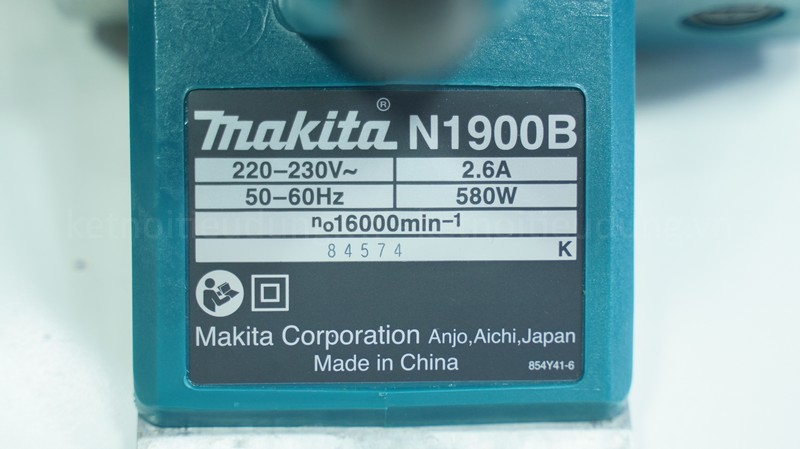 makita® N1900B
220–230V~ 2.6A
50–60Hz 580W
n₀16000min⁻¹
84574 K
Makita Corporation Anjo,Aichi,Japan
Made in China 854Y41-6